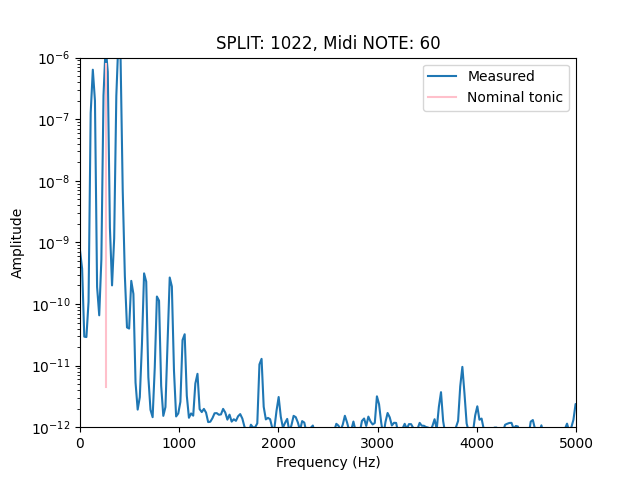 SPLIT: 1022, Midi NOTE: 60
Measured
Nominal tonic
Amplitude
10⁻⁶
10⁻⁷
10⁻⁸
10⁻⁹
10⁻¹⁰
10⁻¹¹
10⁻¹²
0 1000 2000 3000 4000 5000
Frequency (Hz)